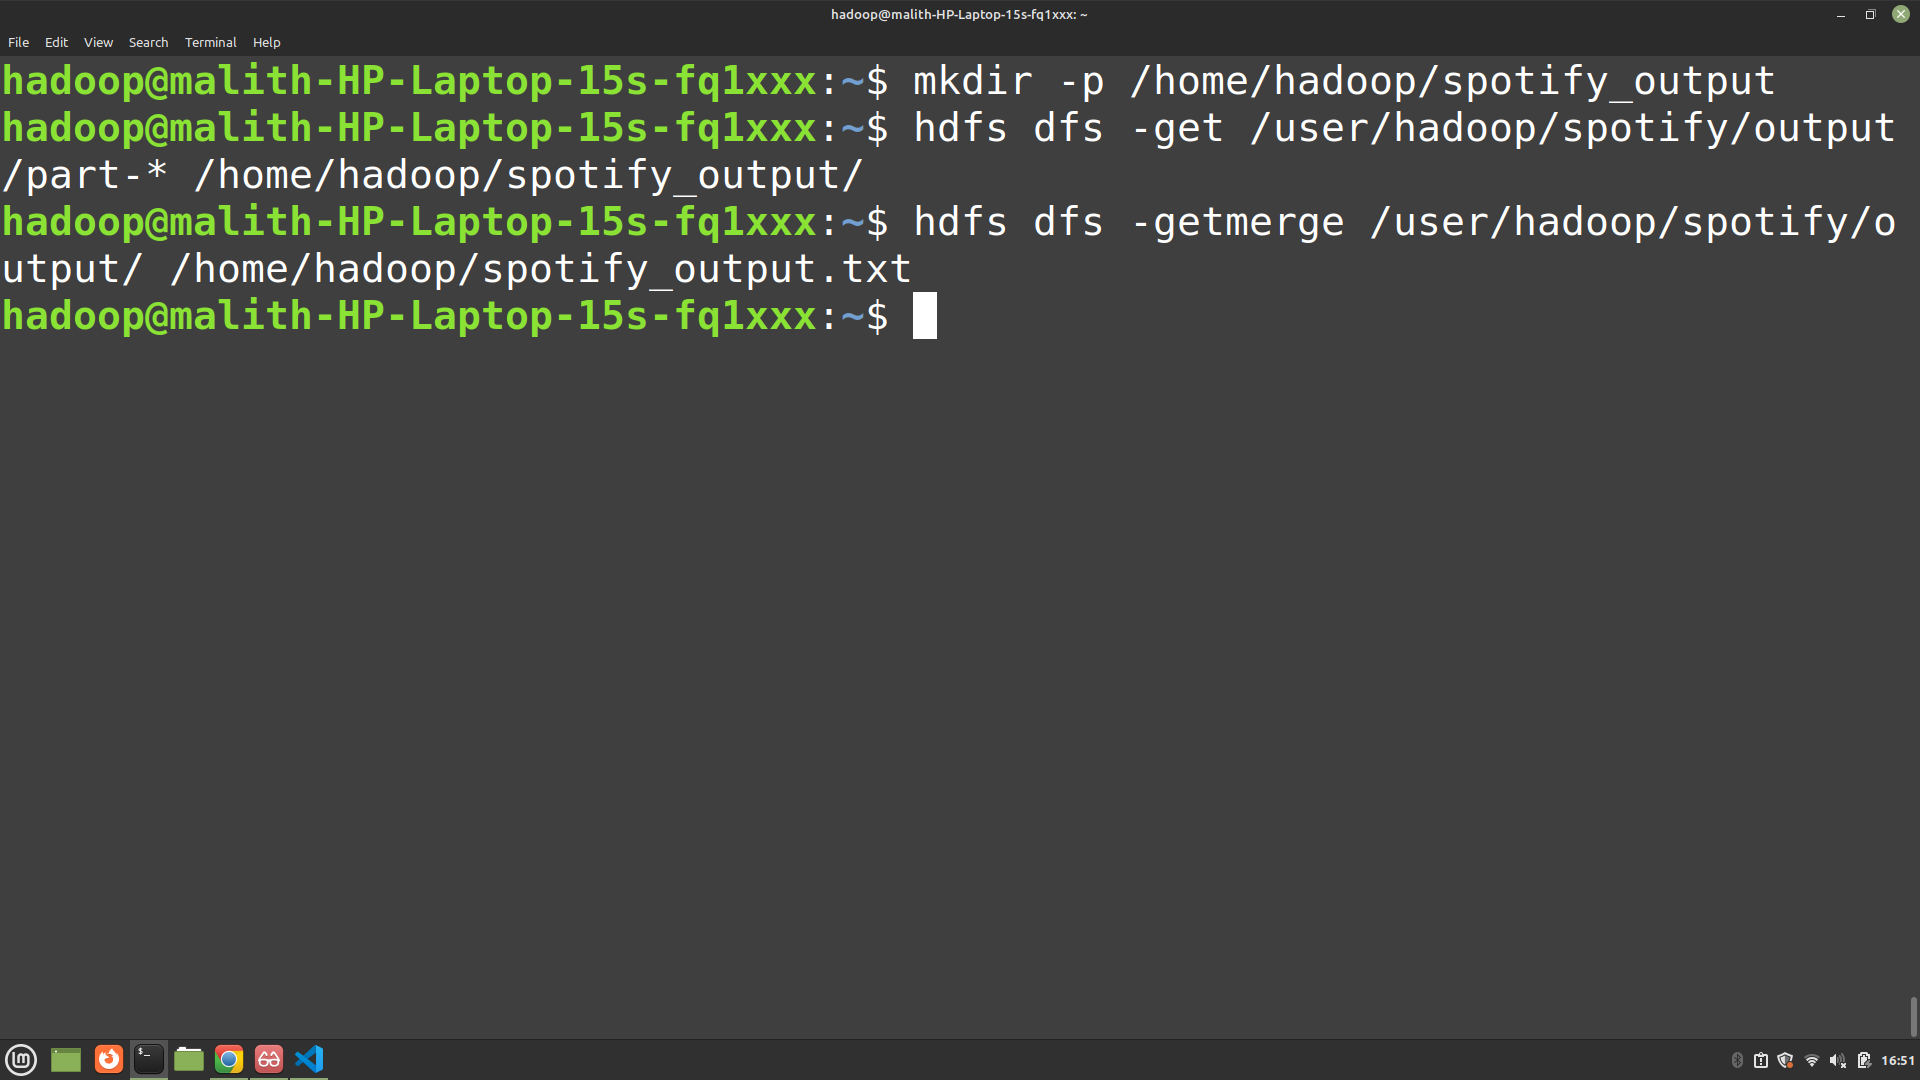 hadoop@malith-HP-Laptop-15s-fq1xxx: ~
File Edit View Search Terminal Help
hadoop@malith-HP-Laptop-15s-fq1xxx:~$ mkdir -p /home/hadoop/spotify_output
hadoop@malith-HP-Laptop-15s-fq1xxx:~$ hdfs dfs -get /user/hadoop/spotify/output
/part-* /home/hadoop/spotify_output/
hadoop@malith-HP-Laptop-15s-fq1xxx:~$ hdfs dfs -getmerge /user/hadoop/spotify/o
utput/ /home/hadoop/spotify_output.txt
hadoop@malith-HP-Laptop-15s-fq1xxx:~$
16:51